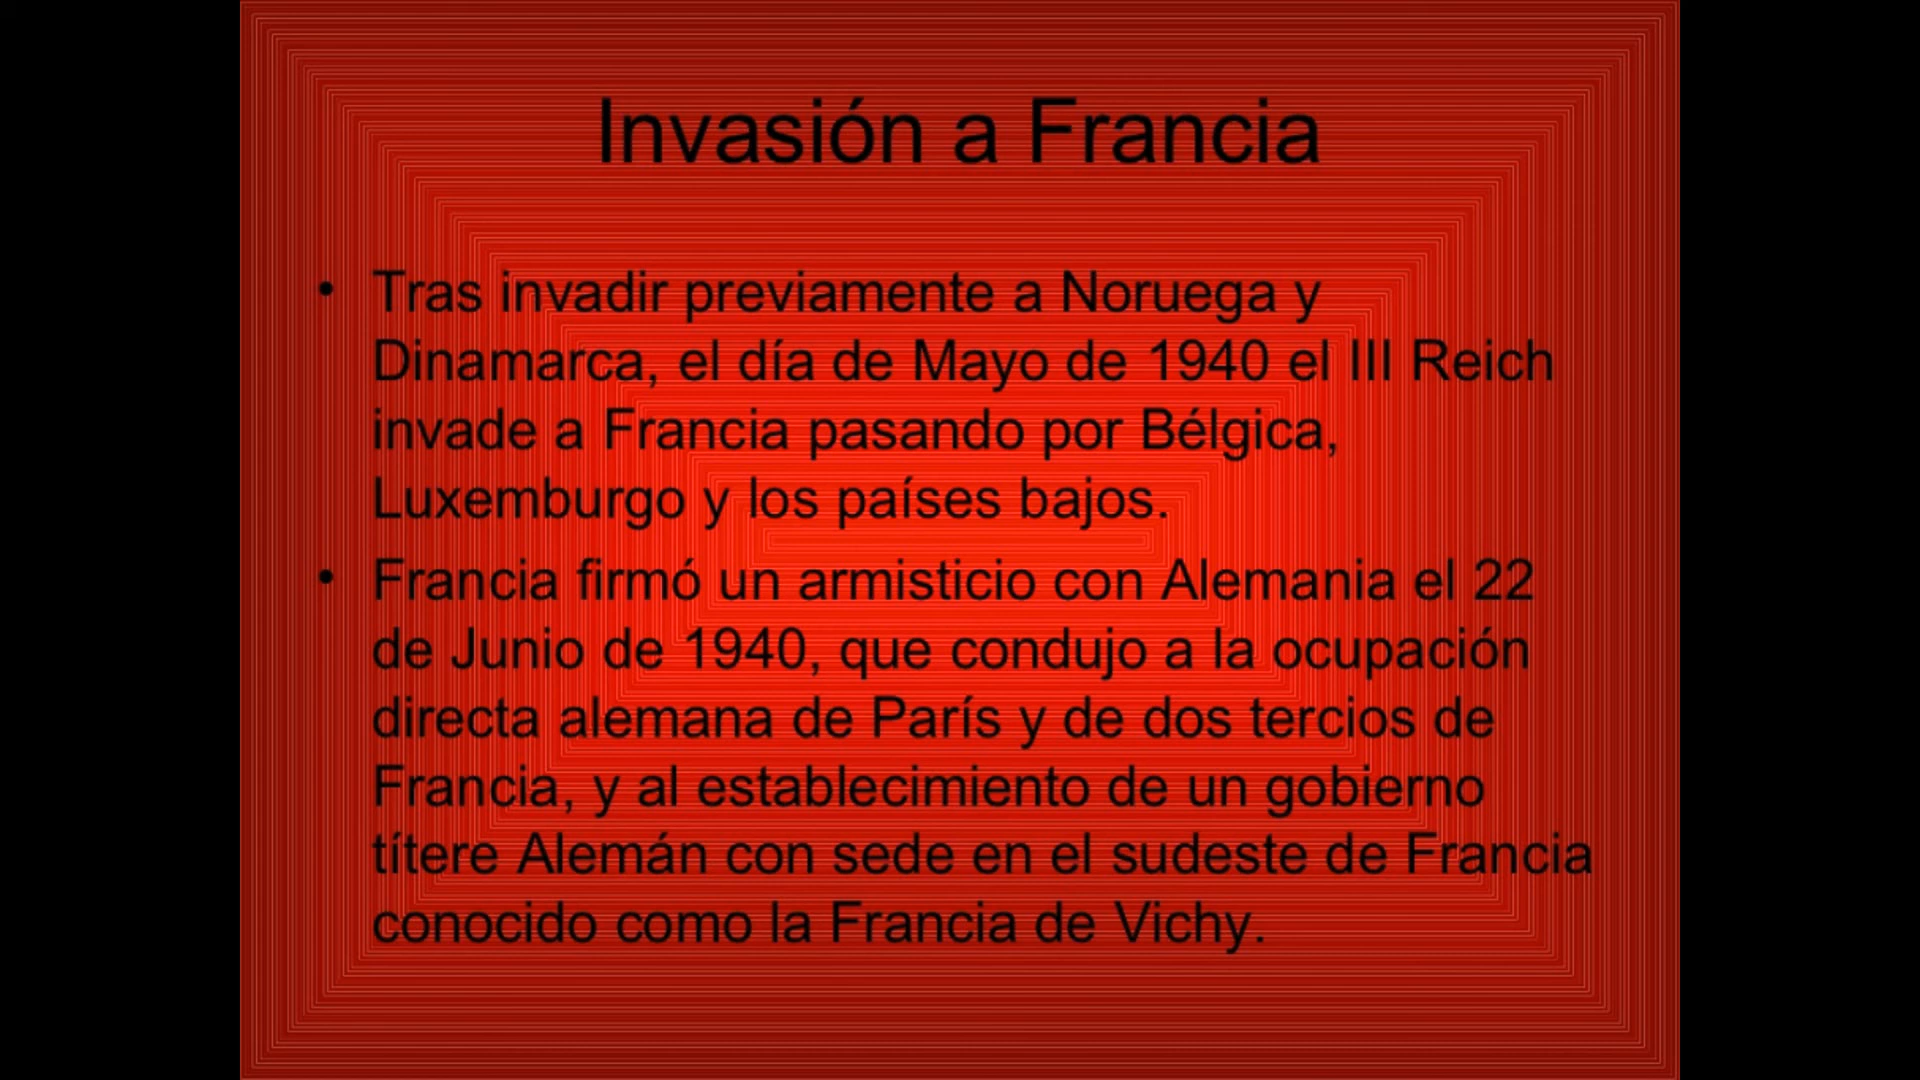 Invasión a Francia
• Tras invadir previamente a Noruega y
Dinamarca, el día de Mayo de 1940 el III Reich
invade a Francia pasando por Bélgica,
Luxemburgo y los países bajos.
• Francia firmó un armisticio con Alemania el 22
de Junio de 1940, que condujo a la ocupación
directa alemana de París y de dos tercios de
Francia, y al establecimiento de un gobierno
títere Alemán con sede en el sudeste de Francia
conocido como la Francia de Vichy.